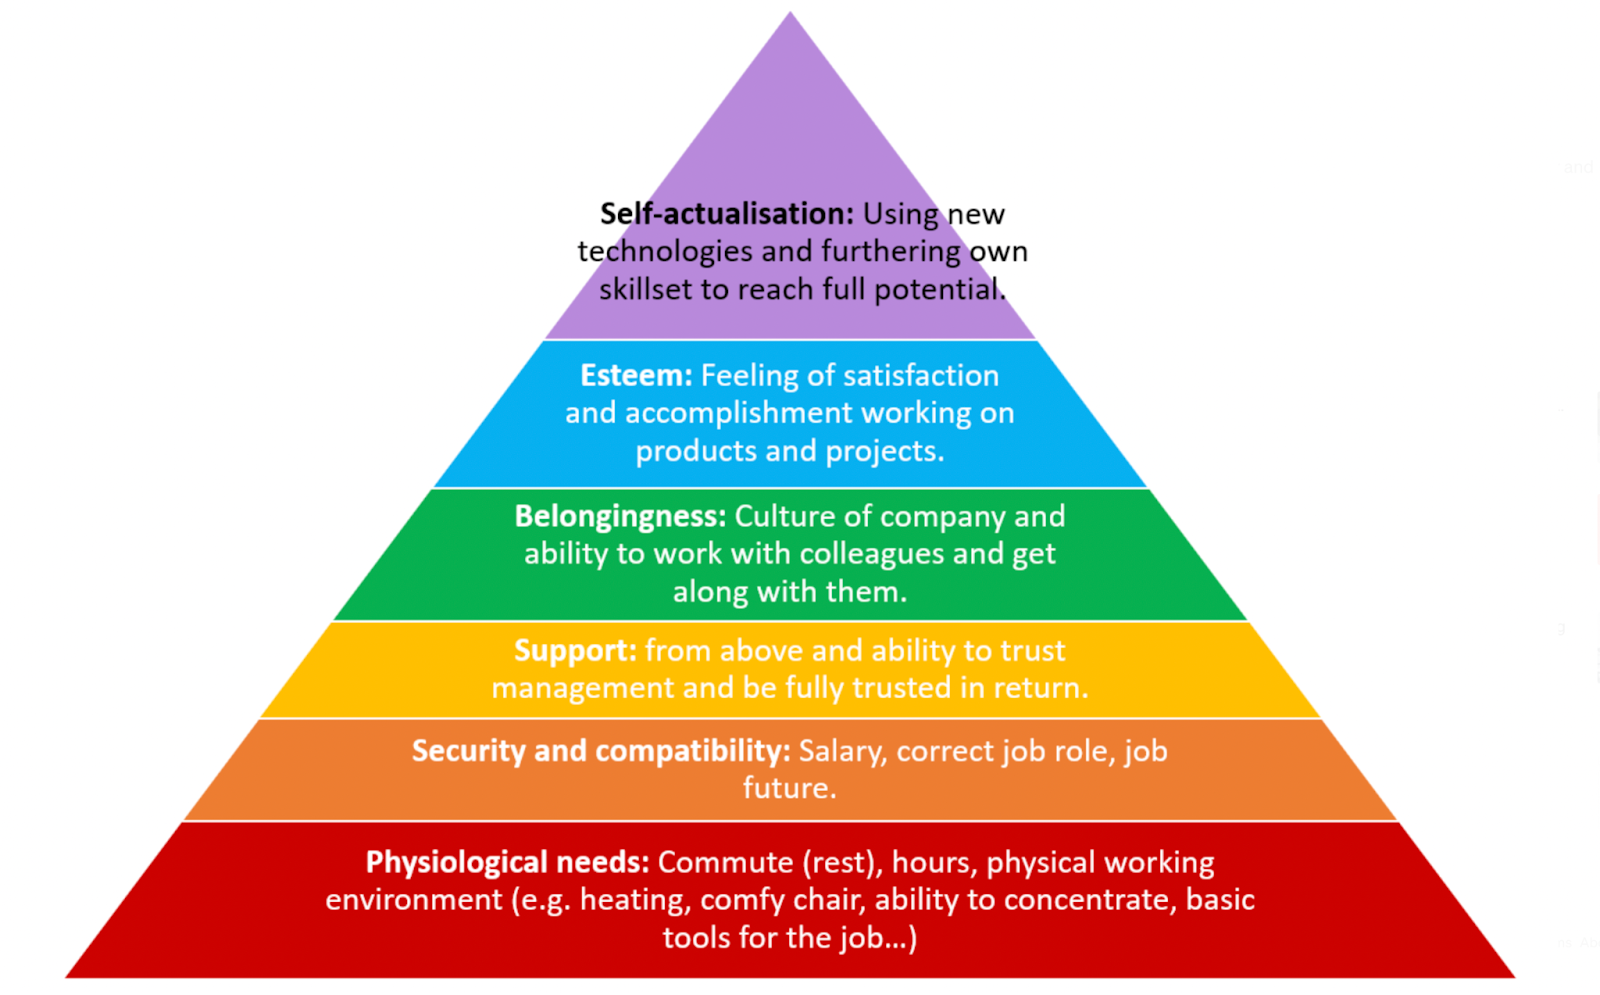 Self-actualisation: Using new
technologies and furthering own
skillset to reach full potential.
Esteem: Feeling of satisfaction
and accomplishment working on
products and projects.
Belongingness: Culture of company and
ability to work with colleagues and get
along with them.
Support: from above and ability to trust
management and be fully trusted in return.
Security and compatibility: Salary, correct job role, job
future.
Physiological needs: Commute (rest), hours, physical working
environment (e.g. heating, comfy chair, ability to concentrate, basic
tools for the job...)
and